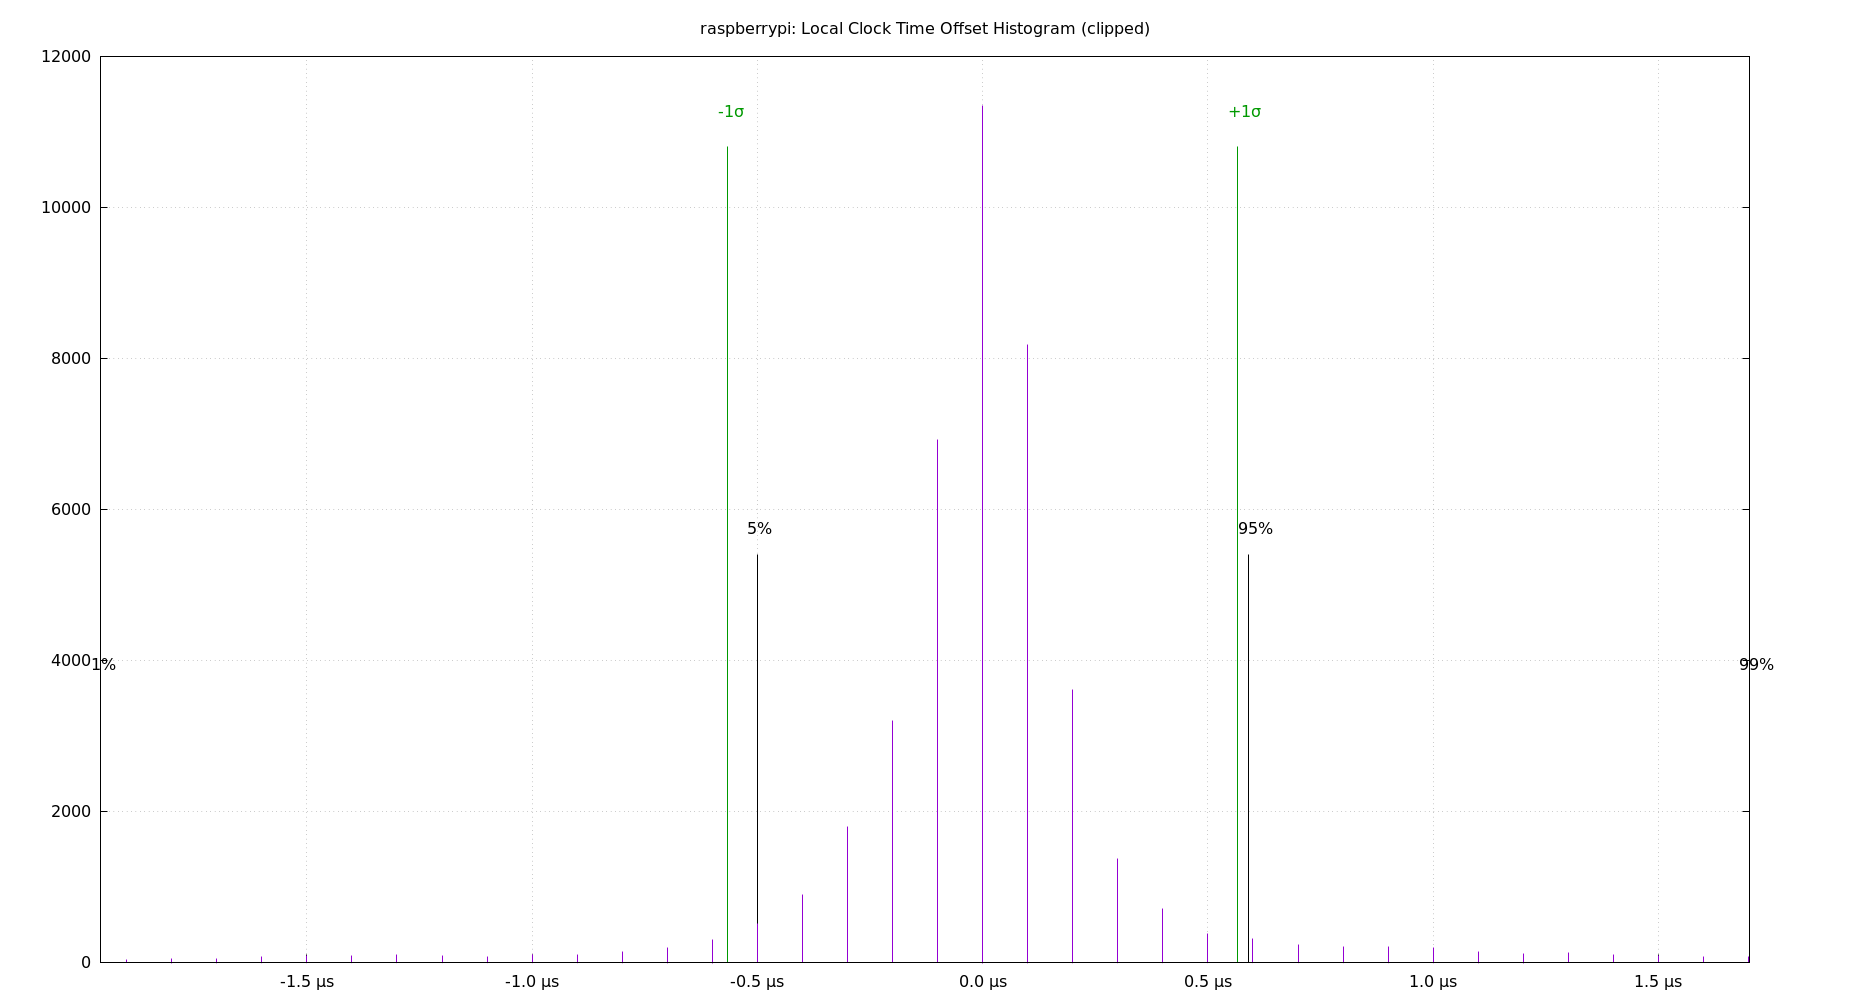 raspberrypi: Local Clock Time Offset Histogram (clipped)
12000
-1σ +1σ
10000
8000
6000
5% 95%
4000 1% 99%
2000
0
-1.5 µs -1.0 µs -0.5 µs 0.0 µs 0.5 µs 1.0 µs 1.5 µs